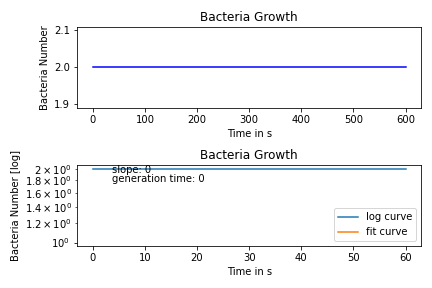 Bacteria Growth
2.1
2.0
1.9
Bacteria Number
0 100 200 300 400 500 600
Time in s
Bacteria Growth
2 × 10⁰
1.8 × 10⁰
1.6 × 10⁰
1.4 × 10⁰
1.2 × 10⁰
10⁰
Bacteria Number [log]
slope: 0
generation time: 0
log curve
fit curve
0 10 20 30 40 50 60
Time in s